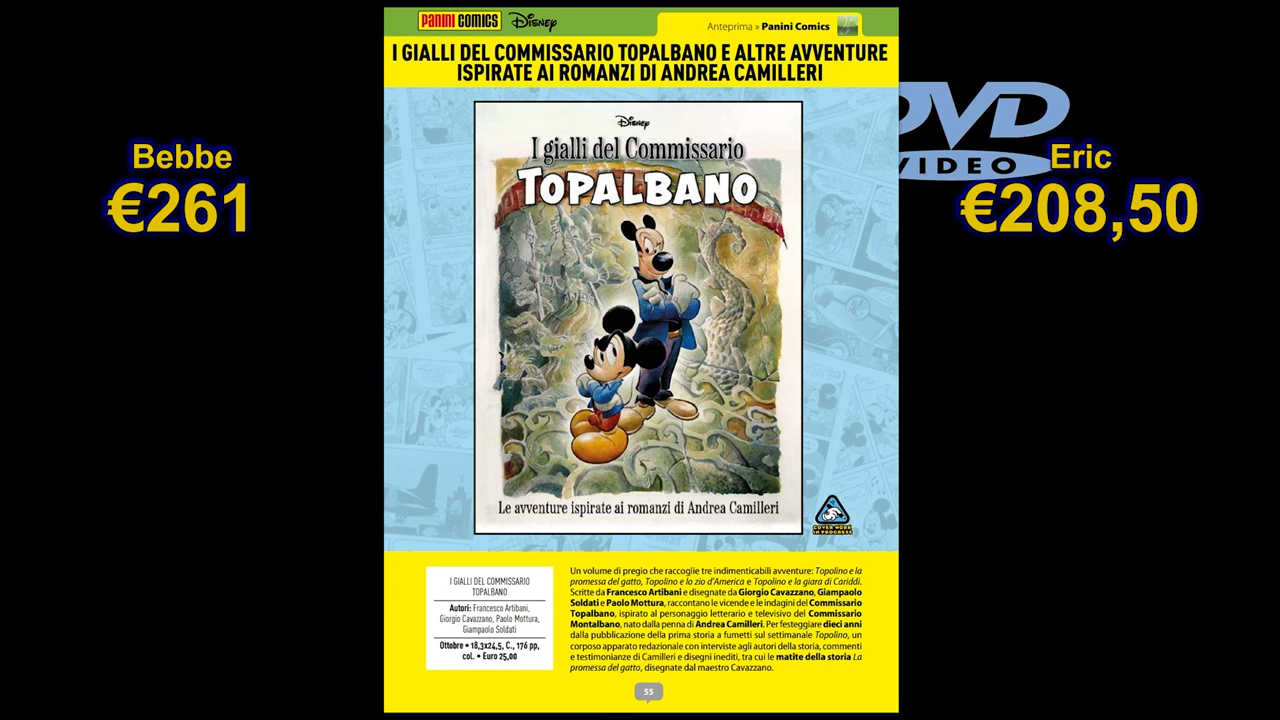 PANINI COMICS Disney
Anteprima » Panini Comics
I GIALLI DEL COMMISSARIO TOPALBANO E ALTRE AVVENTURE
ISPIRATE AI ROMANZI DI ANDREA CAMILLERI
Bebbe
€261
DVD
VIDEO
Eric
€208,50
Disney
I gialli del Commissario
TOPALBANO
Le avventure ispirate ai romanzi di Andrea Camilleri
COVER WORK
IN PROGRESS
I GIALLI DEL COMMISSARIO
TOPALBANO
Autori: Francesco Artibani,
Giorgio Cavazzano, Paolo Mottura,
Giampaolo Soldati
Ottobre • 18,3x24,5, C., 176 pp,
col. • Euro 25,00
Un volume di pregio che raccoglie tre indimenticabili avventure: Topolino e la
promessa del gatto, Topolino e lo zio d'America e Topolino e la giara di Cariddi.
Scritte da Francesco Artibani e disegnate da Giorgio Cavazzano, Giampaolo
Soldati e Paolo Mottura, raccontano le vicende e le indagini del Commissario
Topalbano, ispirato al personaggio letterario e televisivo del Commissario
Montalbano, nato dalla penna di Andrea Camilleri. Per festeggiare dieci anni
dalla pubblicazione della prima storia a fumetti sul settimanale Topolino, un
corposo apparato redazionale con interviste agli autori della storia, commenti
e testimonianze di Camilleri e disegni inediti, tra cui le matite della storia La
promessa del gatto, disegnate dal maestro Cavazzano.
55